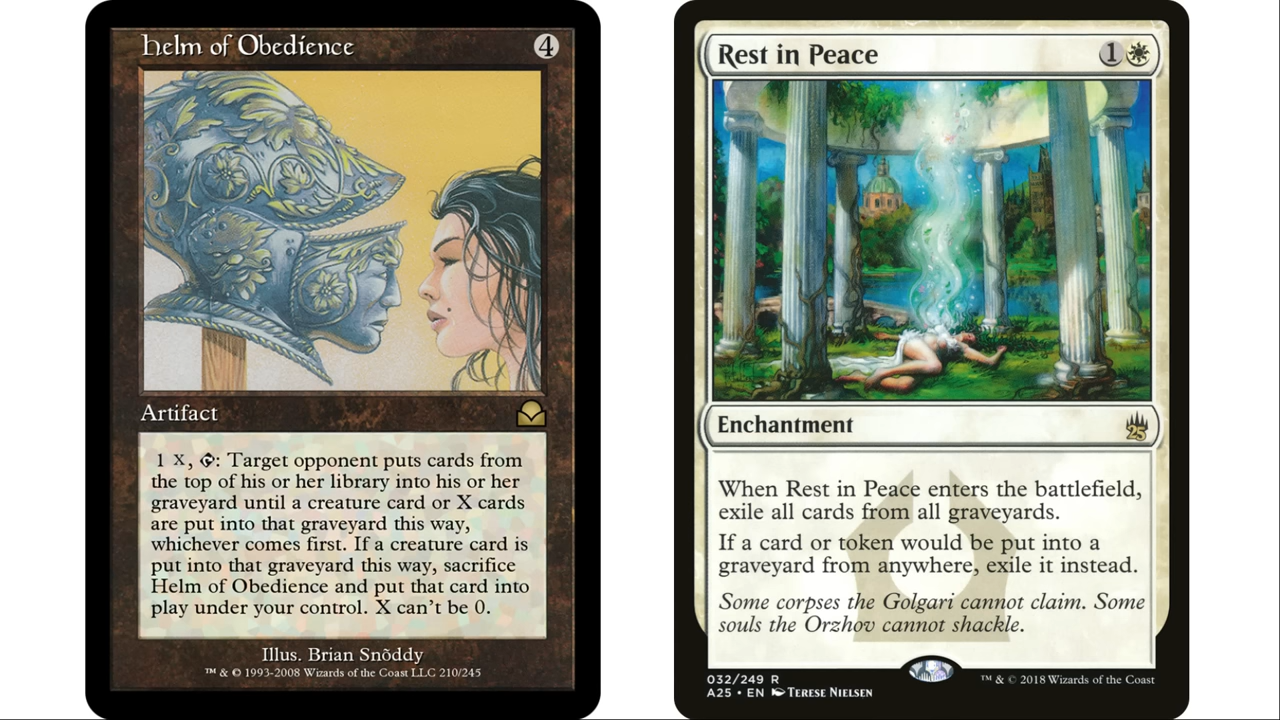 Helm of Obedience
4
Artifact
1 X, : Target opponent puts cards from
the top of his or her library into his or her
graveyard until a creature card or X cards
are put into that graveyard this way,
whichever comes first. If a creature card is
put into that graveyard this way, sacrifice
Helm of Obedience and put that card into
play under your control. X can't be 0.
Illus. Brian Snõddy
™ & © 1993-2008 Wizards of the Coast LLC 210/245
Rest in Peace
1
Enchantment
25
When Rest in Peace enters the battlefield,
exile all cards from all graveyards.
If a card or token would be put into a
graveyard from anywhere, exile it instead.
Some corpses the Golgari cannot claim. Some
souls the Orzhov cannot shackle.
032/249 R
A25 • EN TERESE NIELSEN
™ & © 2018 Wizards of the Coast